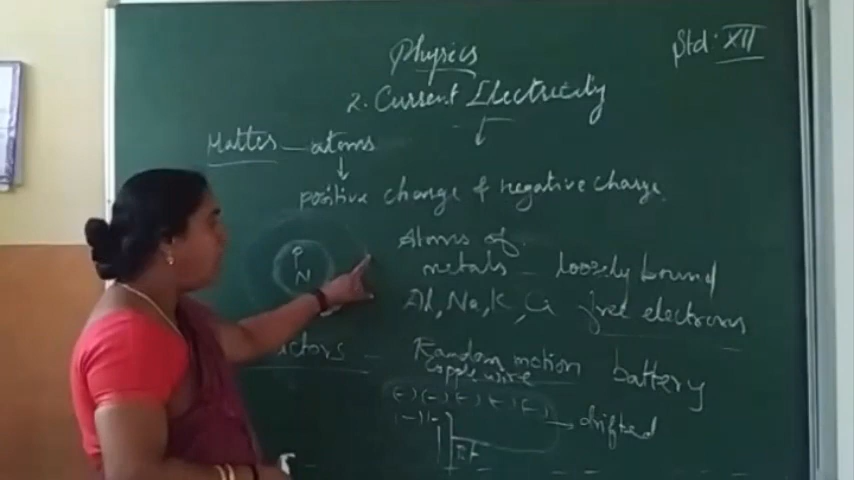 Physics
Std: XII
2. Current Electricity
Matter — atoms
positive charge & negative charge
Atoms of
metals — loosely bound
P
N
Al, Na, K, free electrons
ctors — Random motion battery
copper wire
(-) (-) (-) (-) (-) → drifted
(-) (-